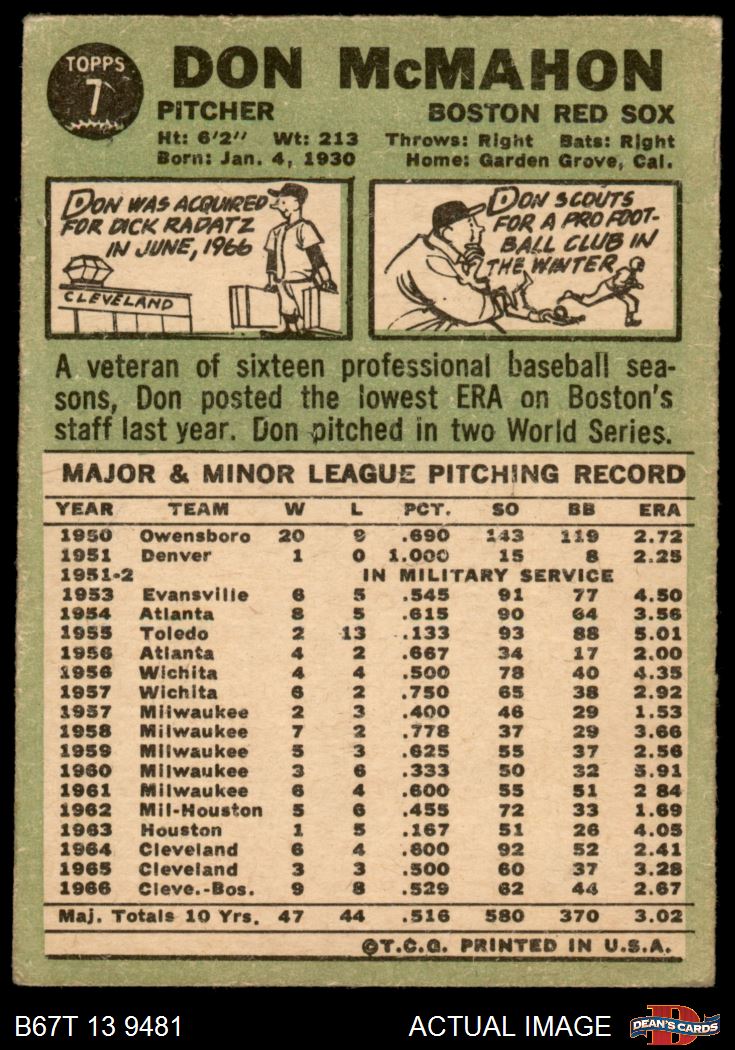 TOPPS
7
DON McMAHON
PITCHER BOSTON RED SOX
Ht: 6'2" Wt: 213 Throws: Right Bats: Right
Born: Jan. 4, 1930 Home: Garden Grove, Cal.
DON WAS ACQUIRED
FOR DICK RADATZ
IN JUNE, 1966
CLEVELAND
DON SCOUTS
FOR A PRO FOOT-
BALL CLUB IN
THE WINTER
A veteran of sixteen professional baseball sea-
sons, Don posted the lowest ERA on Boston's
staff last year. Don pitched in two World Series.
MAJOR & MINOR LEAGUE PITCHING RECORD
YEAR TEAM W L PCT. SO BB ERA
1950 Owensboro 20 9 .690 143 119 2.72
1951 Denver 1 0 1.000 15 8 2.25
1951-2 IN MILITARY SERVICE
1953 Evansville 6 5 .545 91 77 4.50
1954 Atlanta 8 5 .615 90 64 3.56
1955 Toledo 2 13 .133 93 88 5.01
1956 Atlanta 4 2 .667 34 17 2.00
1956 Wichita 4 4 .500 78 40 4.35
1957 Wichita 6 2 .750 65 38 2.92
1957 Milwaukee 2 3 .400 46 29 1.53
1958 Milwaukee 7 2 .778 37 29 3.66
1959 Milwaukee 5 3 .625 55 37 2.56
1960 Milwaukee 3 6 .333 50 32 5.91
1961 Milwaukee 6 4 .600 55 51 2 84
1962 Mil-Houston 5 6 .455 72 33 1.69
1963 Houston 1 5 .167 51 26 4.05
1964 Cleveland 6 4 .600 92 52 2.41
1965 Cleveland 3 3 .500 60 37 3.28
1966 Cleve.-Bos. 9 8 .529 62 44 2.67
Maj. Totals 10 Yrs. 47 44 .516 580 370 3.02
©T.C.G. PRINTED IN U.S.A.
B67T 13 9481 ACTUAL IMAGE
D
DEAN'S CARDS